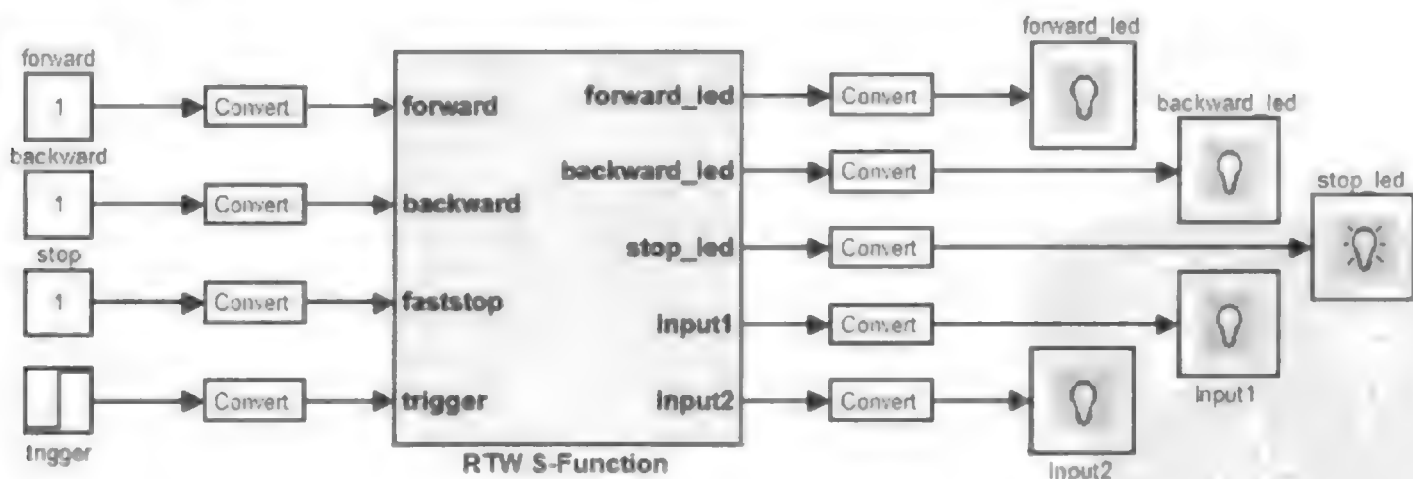 forward
1
Convert
backward
1
Convert
stop
1
Convert
trigger
Convert
forward
backward
faststop
trigger
forward_led
backward_led
stop_led
input1
input2
RTW S-Function
Convert
Convert
Convert
Convert
Convert
forward_led
backward_led
stop_led
Input1
Input2